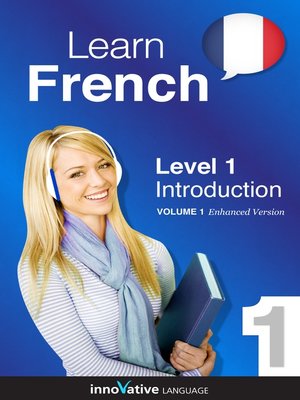 Learn
French
Level 1
Introduction
VOLUME 1 Enhanced Version
1
innoVative LANGUAGE